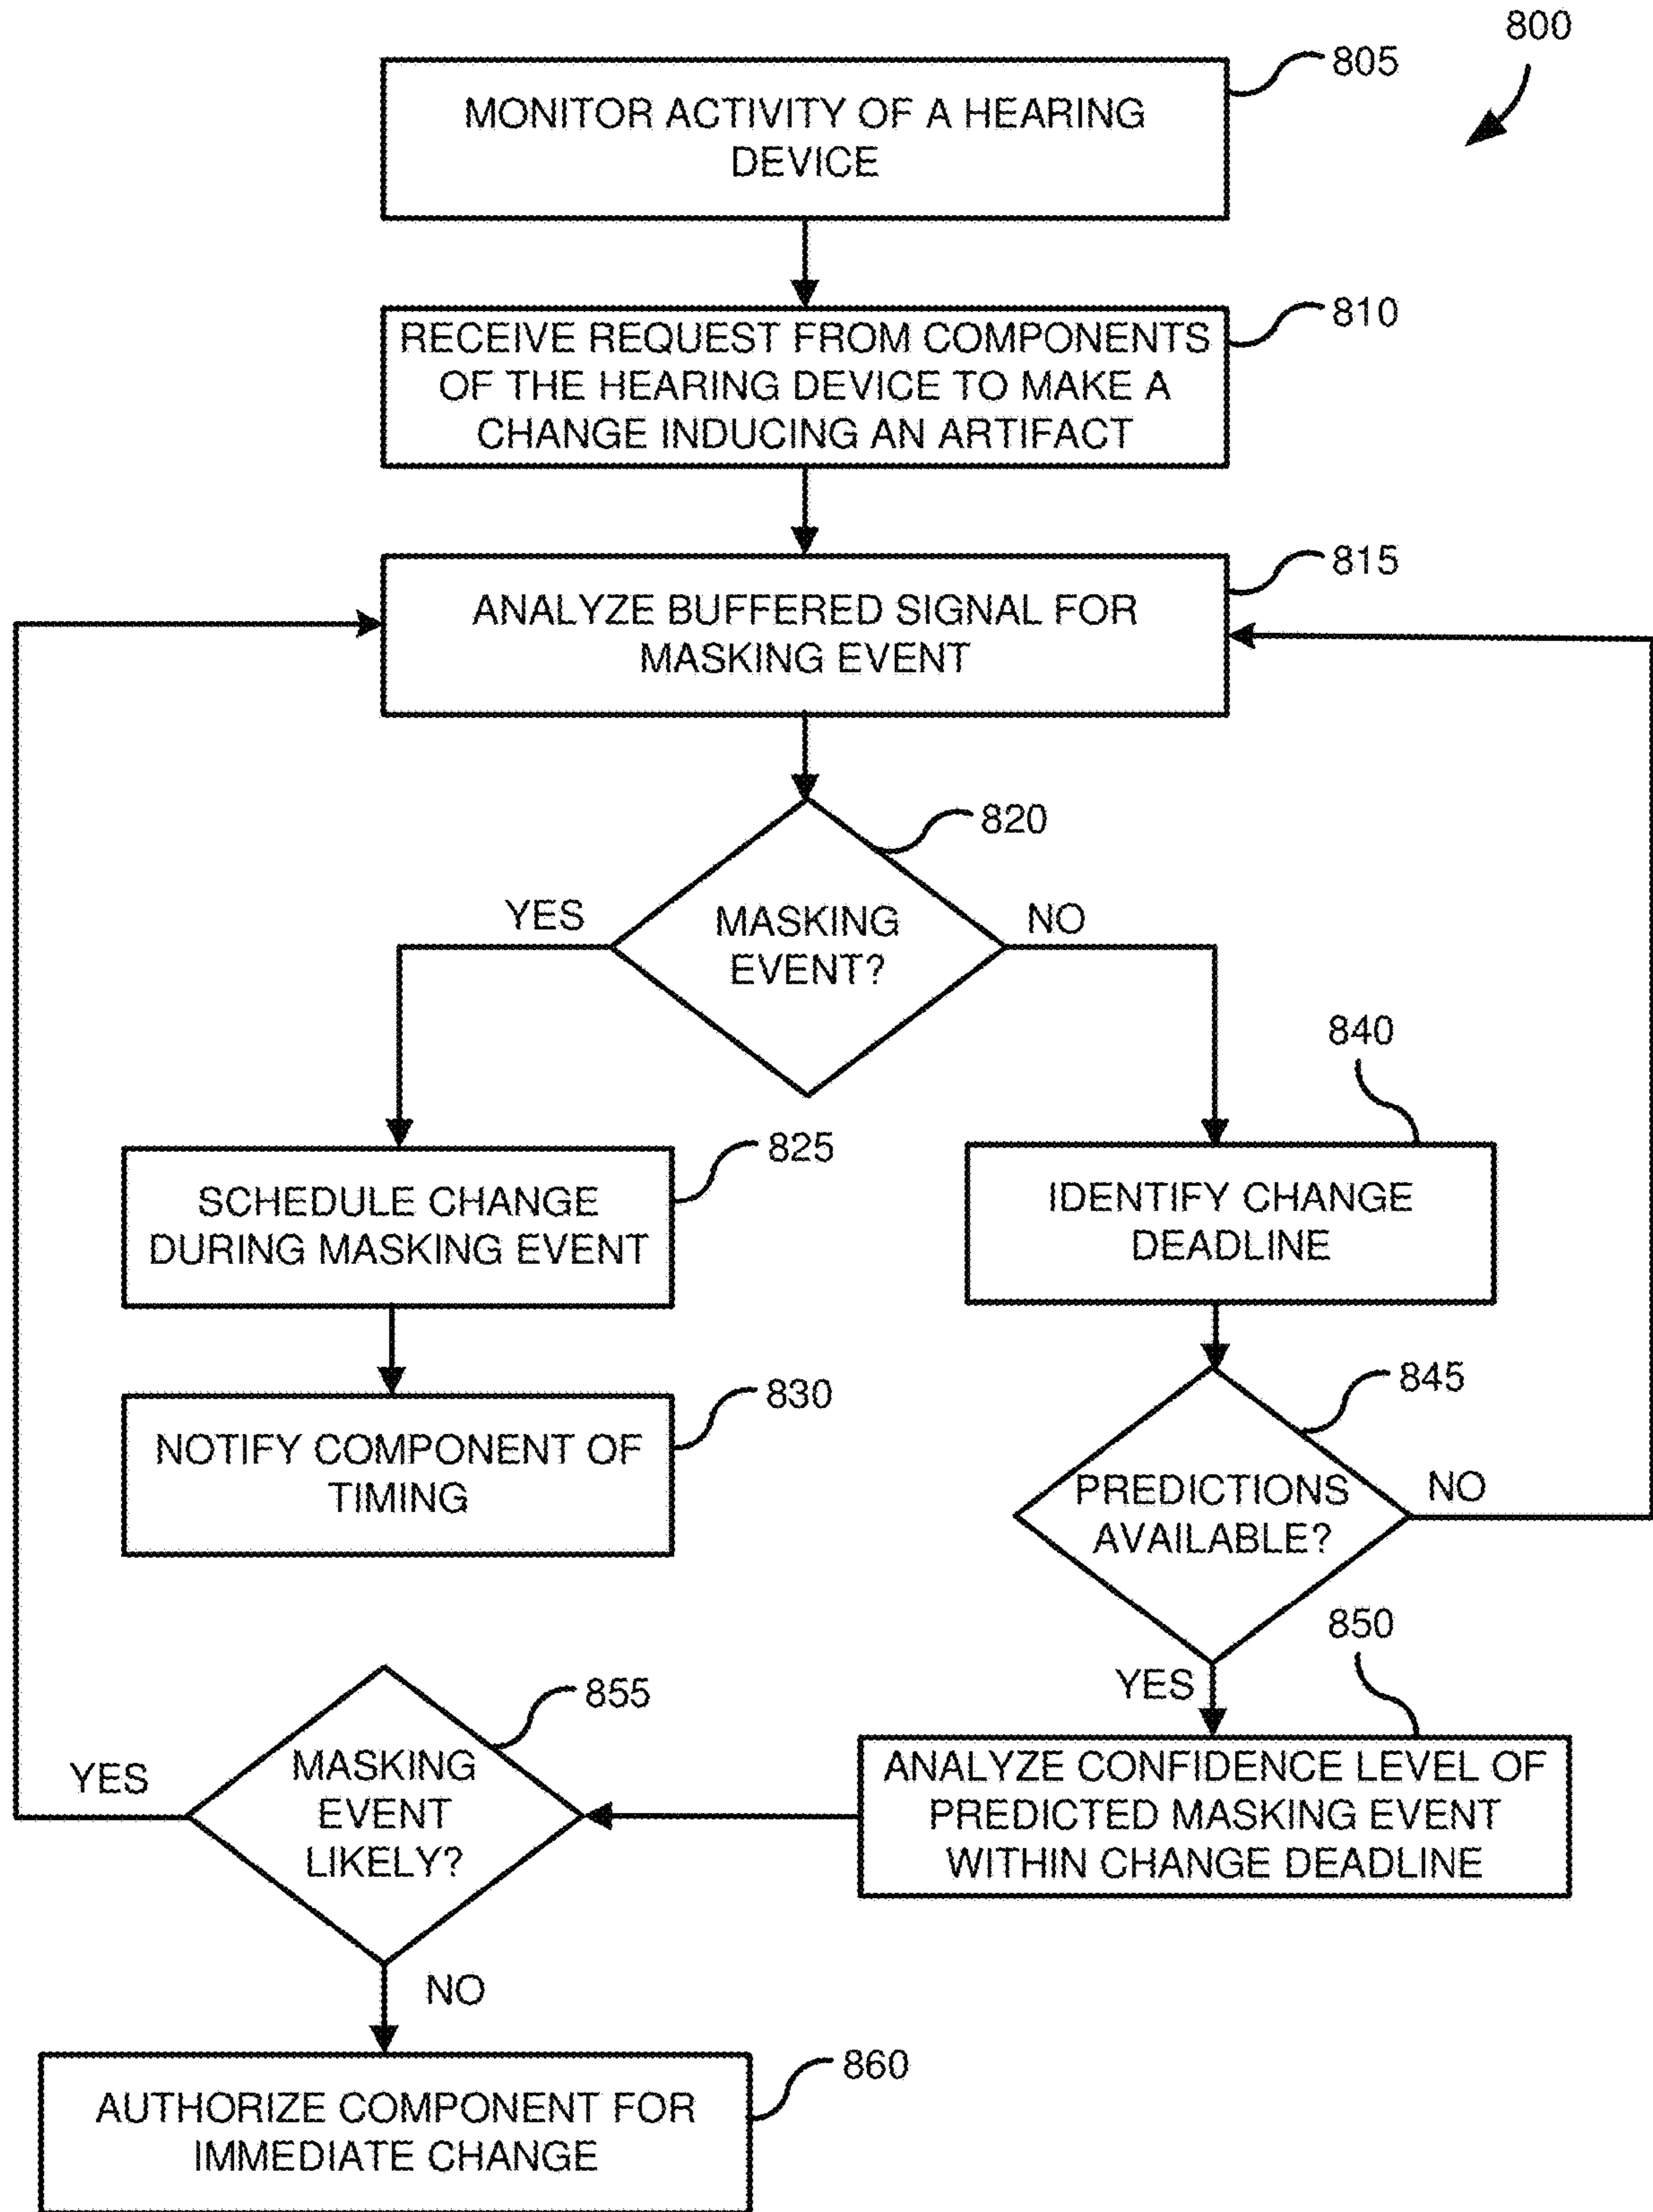 800
805
MONITOR ACTIVITY OF A HEARING
DEVICE
810
RECEIVE REQUEST FROM COMPONENTS
OF THE HEARING DEVICE TO MAKE A
CHANGE INDUCING AN ARTIFACT
815
ANALYZE BUFFERED SIGNAL FOR
MASKING EVENT
820
YES
MASKING
EVENT?
NO
825
SCHEDULE CHANGE
DURING MASKING EVENT
840
IDENTIFY CHANGE
DEADLINE
830
NOTIFY COMPONENT OF
TIMING
845
PREDICTIONS
AVAILABLE?
NO
YES
850
ANALYZE CONFIDENCE LEVEL OF
PREDICTED MASKING EVENT
WITHIN CHANGE DEADLINE
855
YES
MASKING
EVENT
LIKELY?
NO
860
AUTHORIZE COMPONENT FOR
IMMEDIATE CHANGE